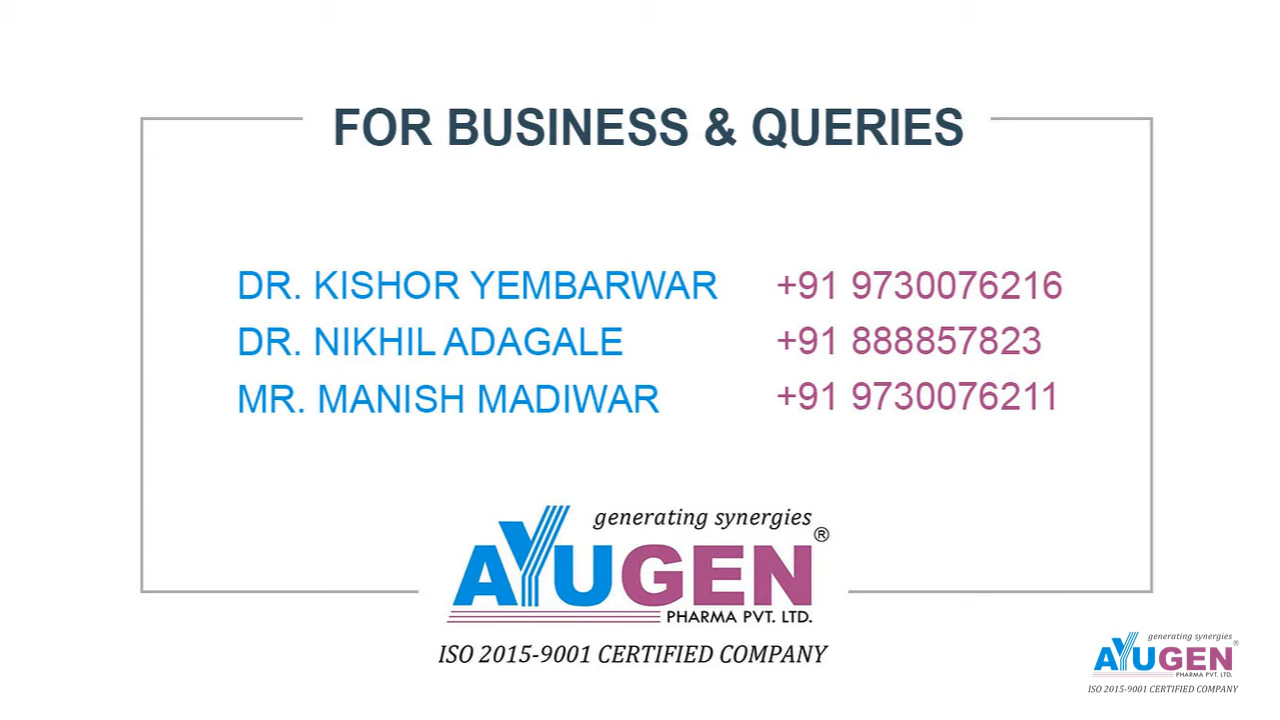 FOR BUSINESS & QUERIES
DR. KISHOR YEMBARWAR +91 9730076216
DR. NIKHIL ADAGALE +91 888857823
MR. MANISH MADIWAR +91 9730076211
generating synergies
AYUGEN®
PHARMA PVT. LTD.
ISO 2015-9001 CERTIFIED COMPANY
generating synergies
AYUGEN®
PHARMA PVT. LTD.
ISO 2015-9001 CERTIFIED COMPANY